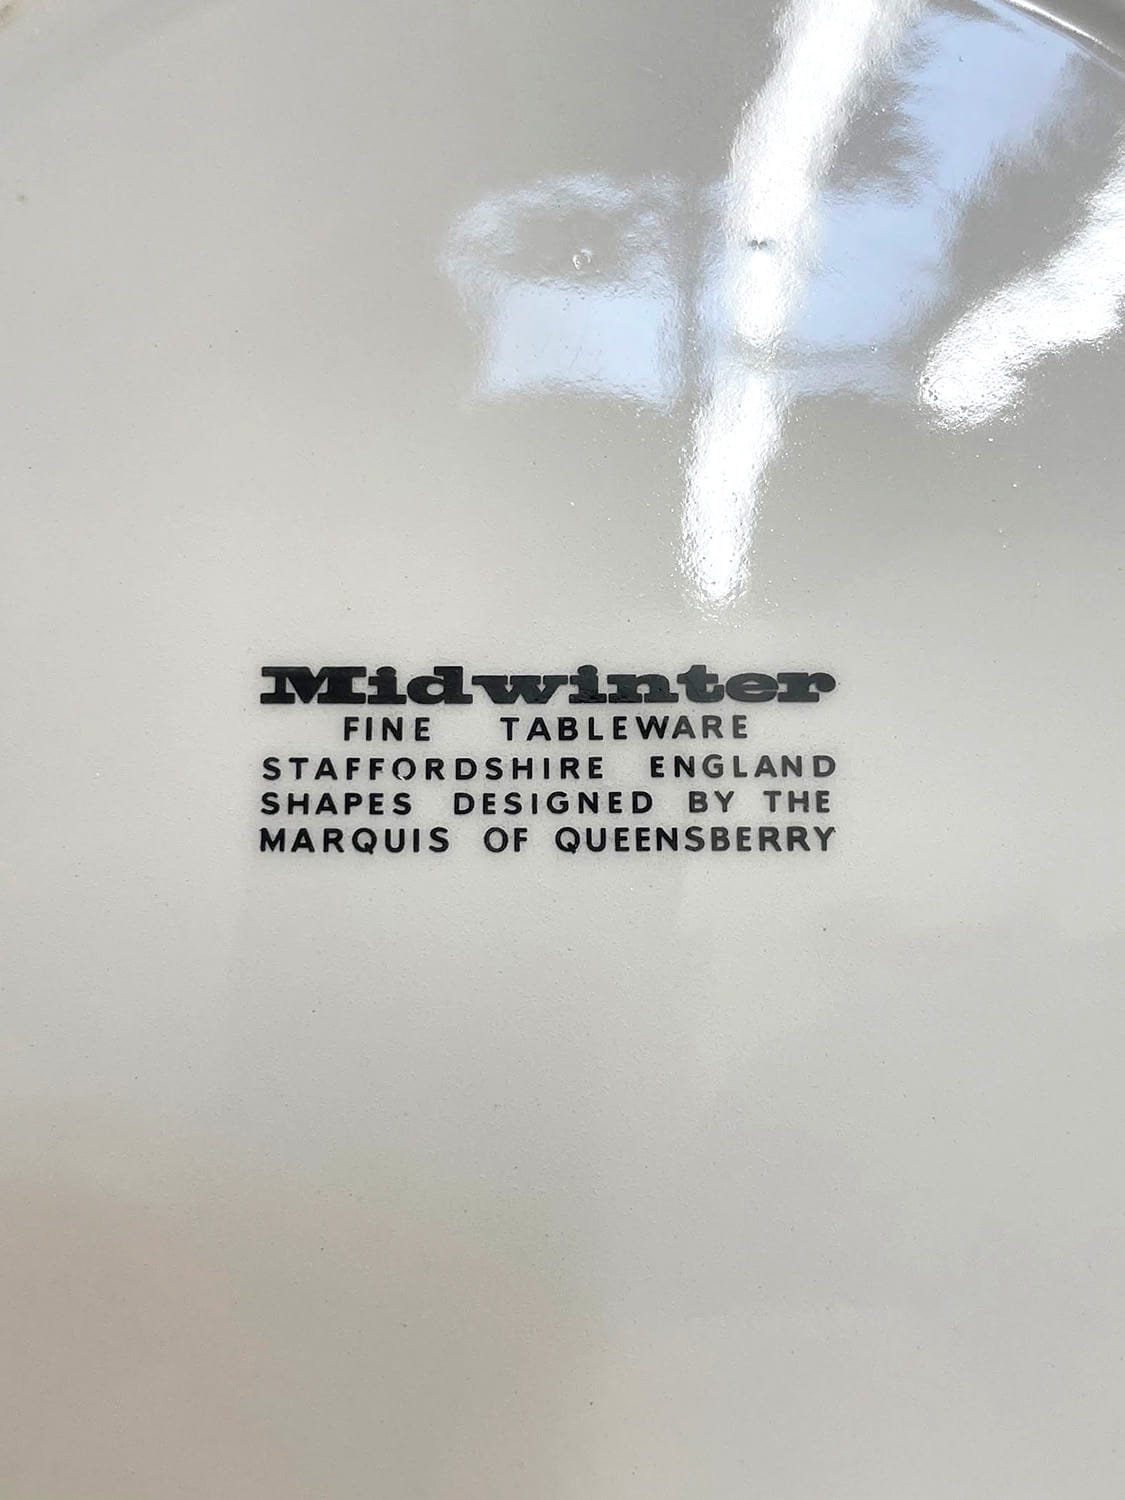 Midwinter
FINE TABLEWARE
STAFFORDSHIRE ENGLAND
SHAPES DESIGNED BY THE
MARQUIS OF QUEENSBERRY